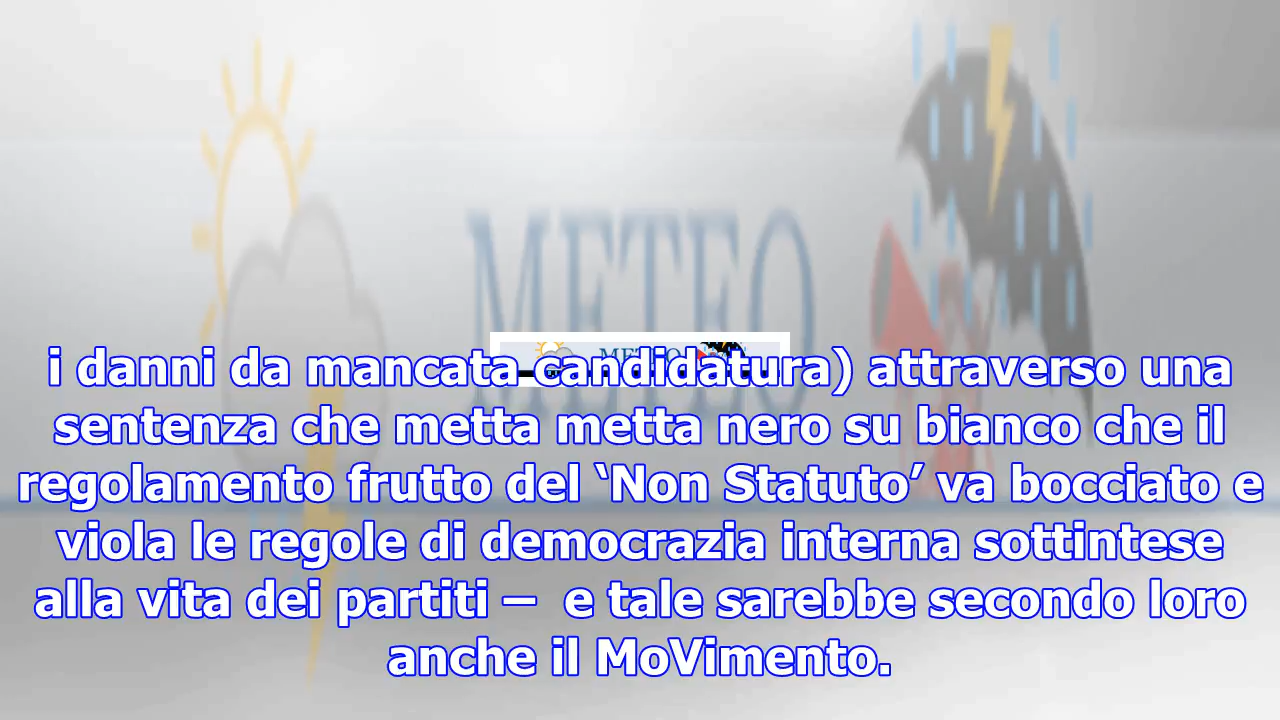 METEO
METEO
i danni da mancata candidatura) attraverso una
sentenza che metta metta nero su bianco che il
regolamento frutto del ‘Non Statuto’ va bocciato e
viola le regole di democrazia interna sottintese
alla vita dei partiti –  e tale sarebbe secondo loro
anche il MoVimento.